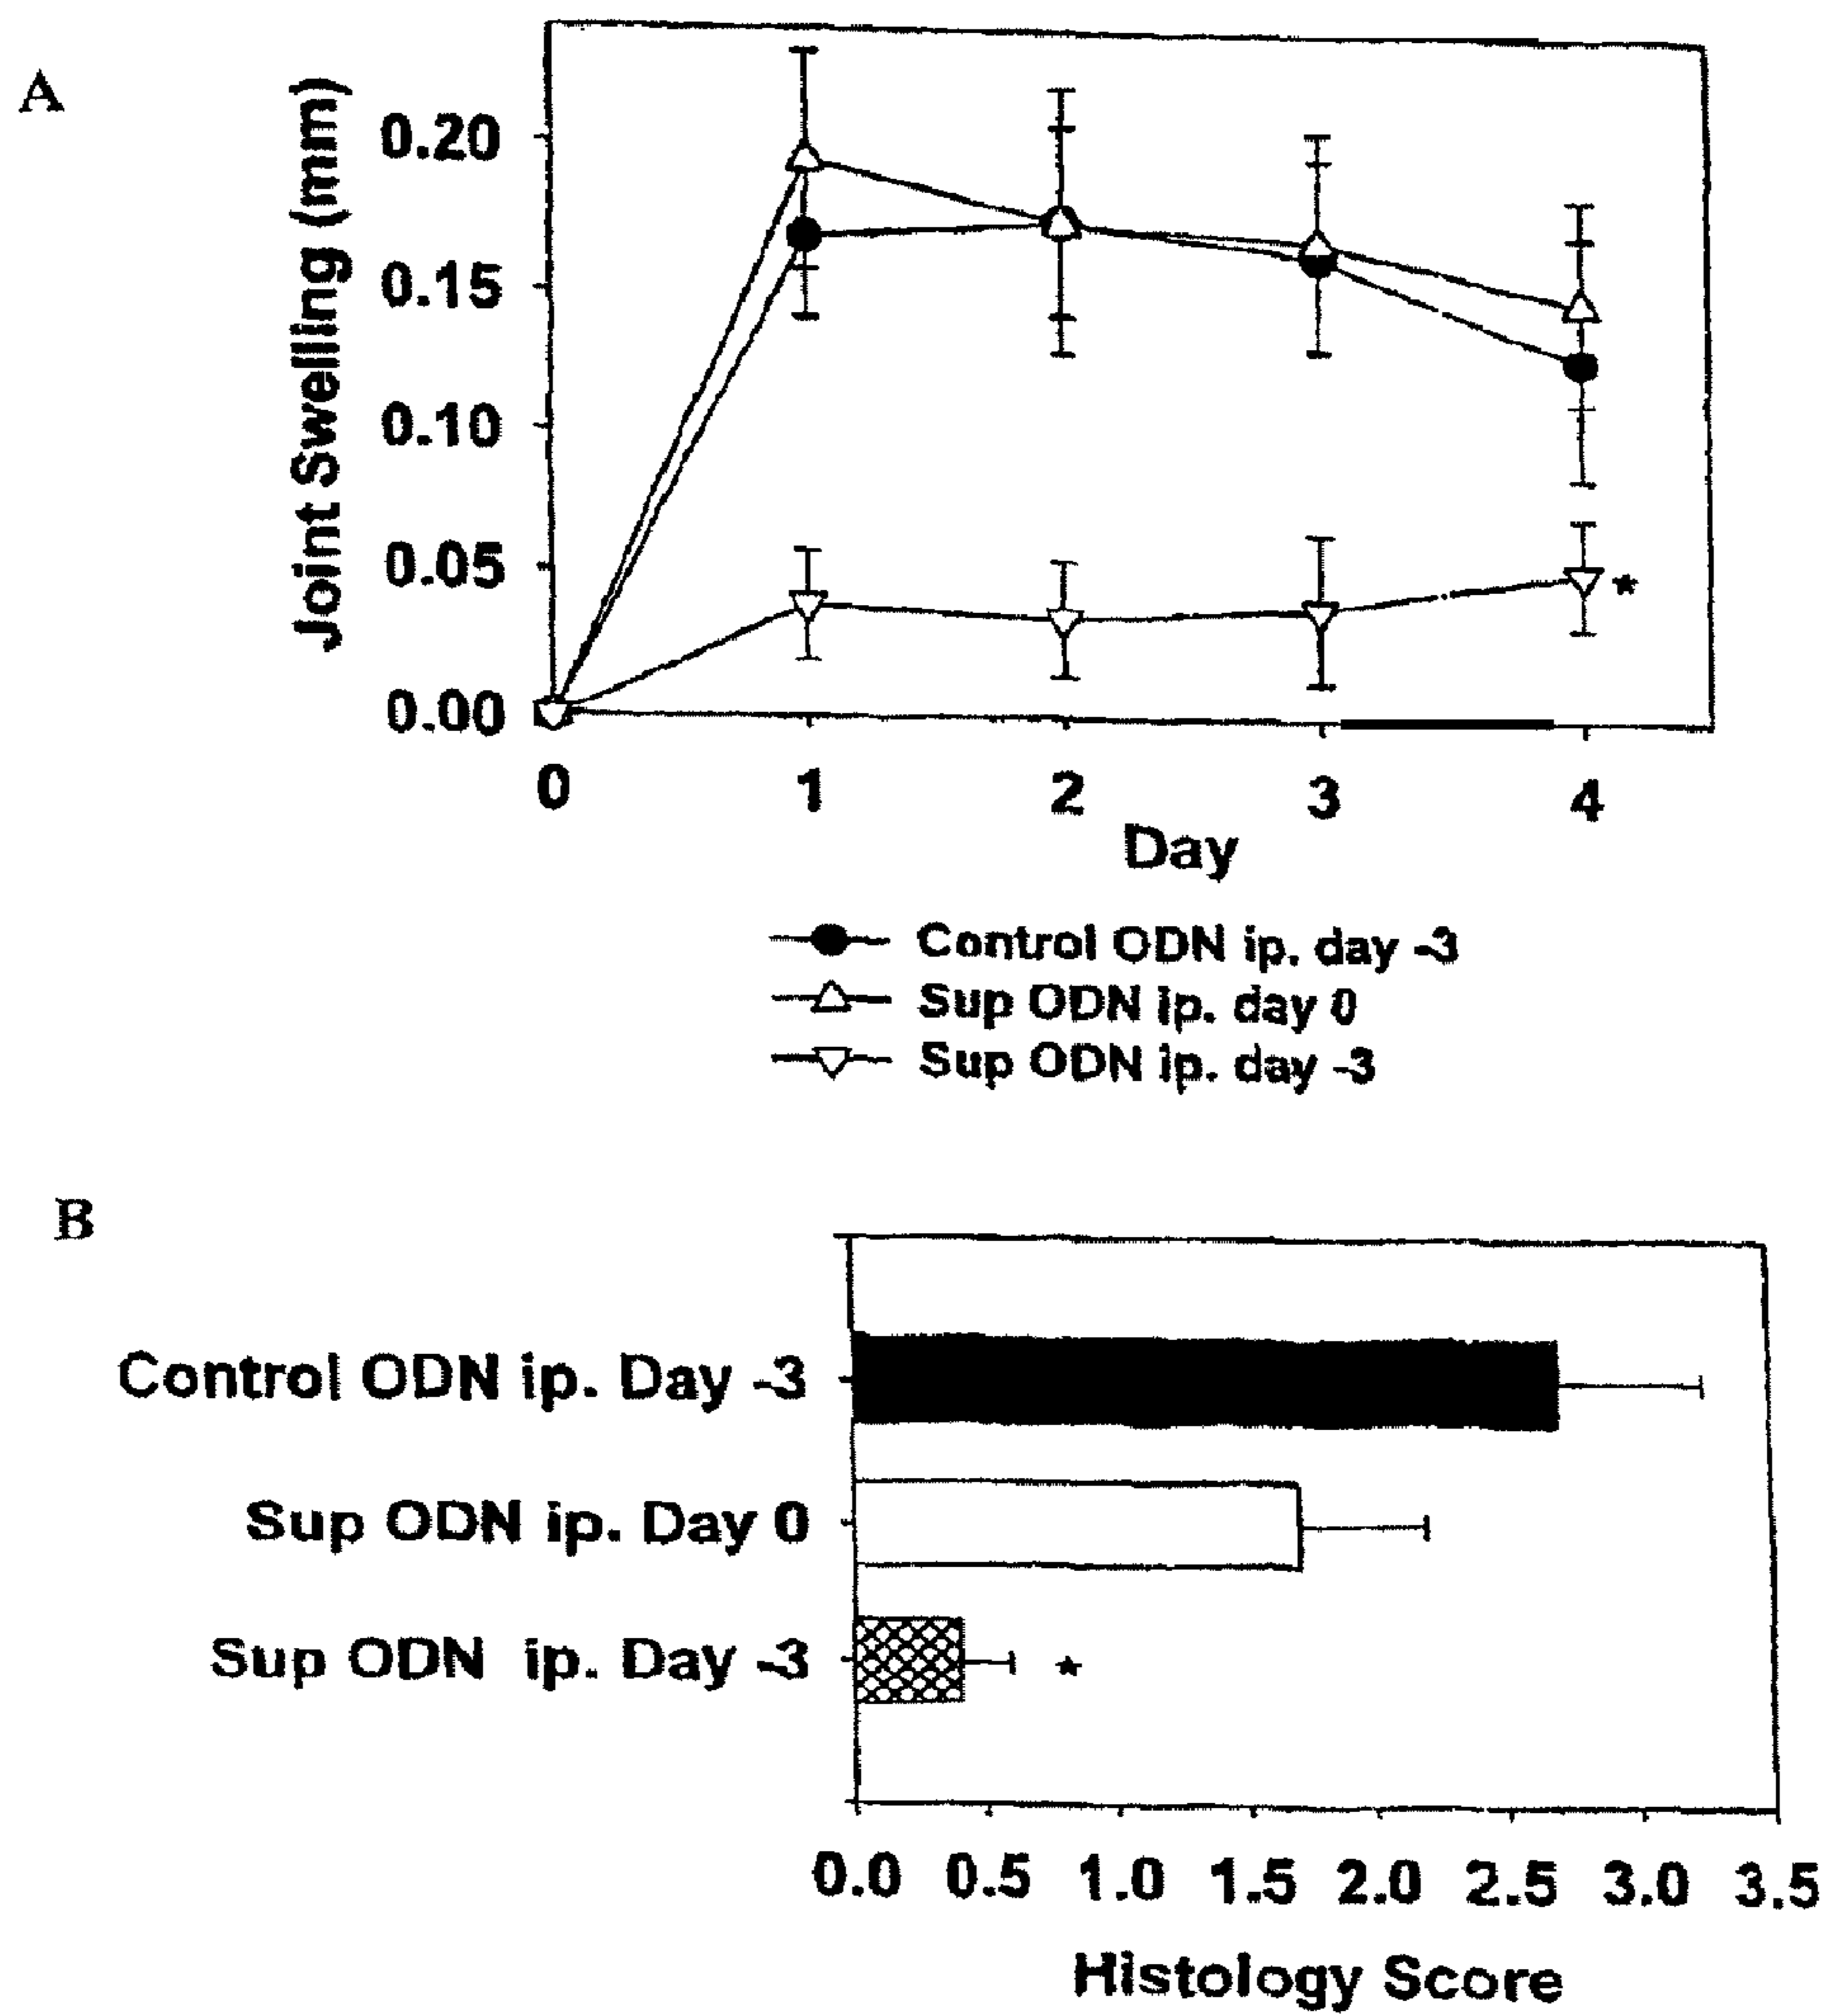 A
Joint Swelling (mm)
0.20
0.15
0.10
0.05
0.00
0 1 2 3 4
Day
*
Control ODN ip. day -3
Sup ODN ip. day 0
Sup ODN ip. day -3
B
Control ODN ip. Day -3
Sup ODN ip. Day 0
Sup ODN ip. Day -3
*
0.0 0.5 1.0 1.5 2.0 2.5 3.0 3.5
Histology Score